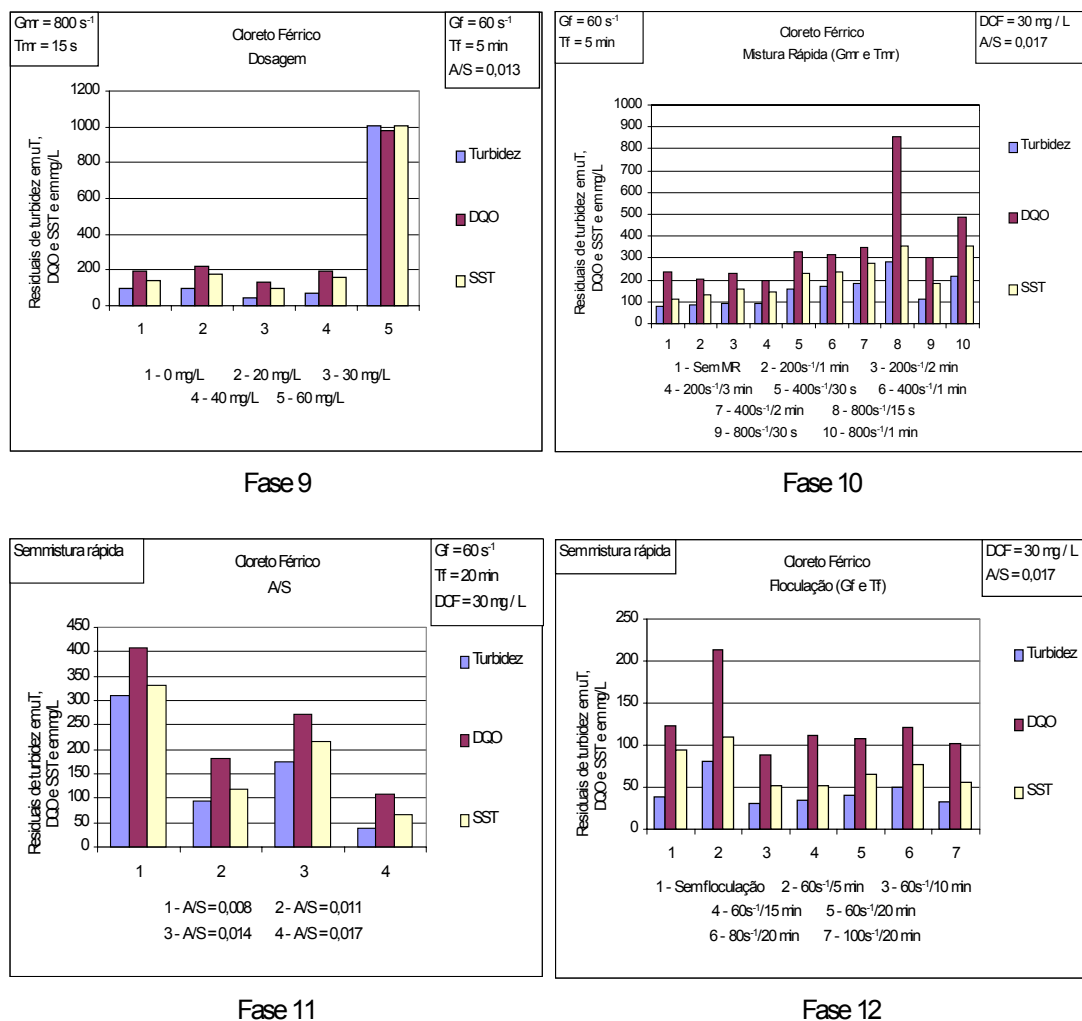 Gmr = 800 s⁻¹
Tmr = 15 s
Cloreto Férrico
Dosagem
Gf = 60 s⁻¹
Tf = 5 min
A/S = 0,013
Residuais de turbidez em uT,
DQO e SST e em mg/L
1200
1000
800
600
400
200
0
1 2 3 4 5
Turbidez
DQO
SST
1 - 0 mg/L 2 - 20 mg/L 3 - 30 mg/L
4 - 40 mg/L 5 - 60 mg/L
Fase 9
Gf = 60 s⁻¹
Tf = 5 min
Cloreto Férrico
Mistura Rápida (Gmr e Tmr)
DCF = 30 mg / L
A/S = 0,017
Residuais de turbidez em uT,
DQO e SST e em mg/L
1000
900
800
700
600
500
400
300
200
100
0
1 2 3 4 5 6 7 8 9 10
Turbidez
DQO
SST
1 - Sem MR 2 - 200s⁻¹/1 min 3 - 200s⁻¹/2 min
4 - 200s⁻¹/3 min 5 - 400s⁻¹/30 s 6 - 400s⁻¹/1 min
7 - 400s⁻¹/2 min 8 - 800s⁻¹/15 s
9 - 800s⁻¹/30 s 10 - 800s⁻¹/1 min
Fase 10
Sem mistura rápida
Cloreto Férrico
A/S
Gf = 60 s⁻¹
Tf = 20 min
DCF = 30 mg / L
Residuais de turbidez em uT,
DQO e SST e em mg/L
450
400
350
300
250
200
150
100
50
0
1 2 3 4
Turbidez
DQO
SST
1 - A/S = 0,008 2 - A/S = 0,011
3 - A/S = 0,014 4 - A/S = 0,017
Fase 11
Sem mistura rápida
Cloreto Férrico
Floculação (Gf e Tf)
DCF = 30 mg / L
A/S = 0,017
Residuais de turbidez em uT,
DQO e SST e em mg/L
250
200
150
100
50
0
1 2 3 4 5 6 7
Turbidez
DQO
SST
1 - Sem floculação 2 - 60s⁻¹/5 min 3 - 60s⁻¹/10 min
4 - 60s⁻¹/15 min 5 - 60s⁻¹/20 min
6 - 80s⁻¹/20 min 7 - 100s⁻¹/20 min
Fase 12